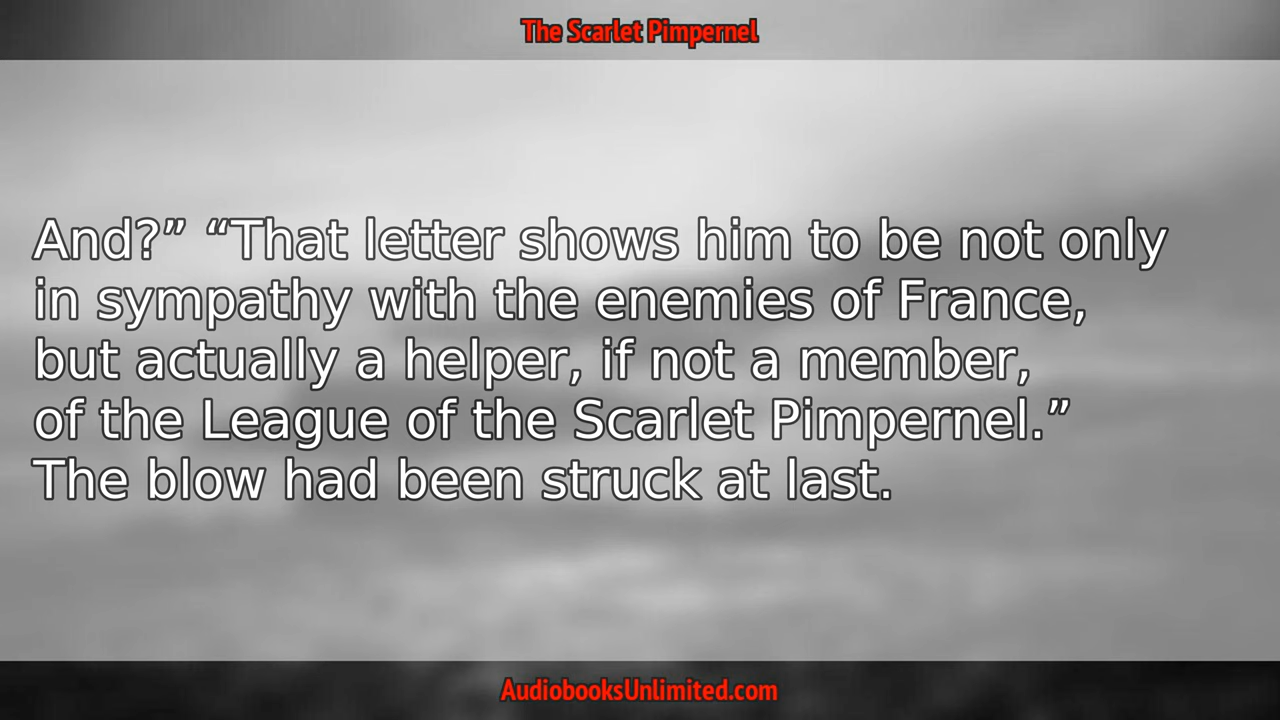 The Scarlet Pimpernel
And?” “That letter shows him to be not only
in sympathy with the enemies of France,
but actually a helper, if not a member,
of the League of the Scarlet Pimpernel.”
The blow had been struck at last.
AudiobooksUnlimited.com